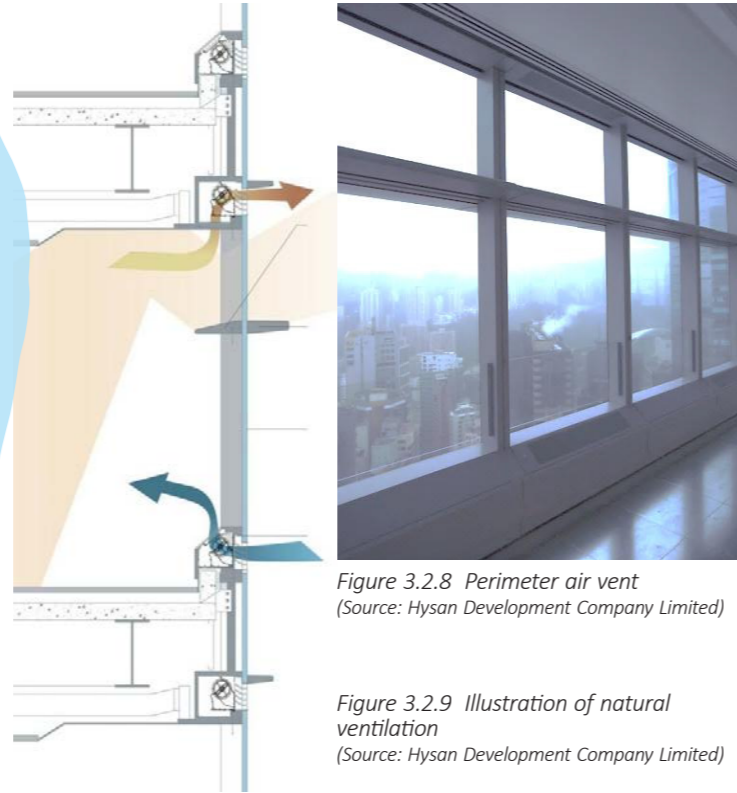 Figure 3.2.8 Perimeter air vent
(Source: Hysan Development Company Limited)
Figure 3.2.9 Illustration of natural
ventilation
(Source: Hysan Development Company Limited)